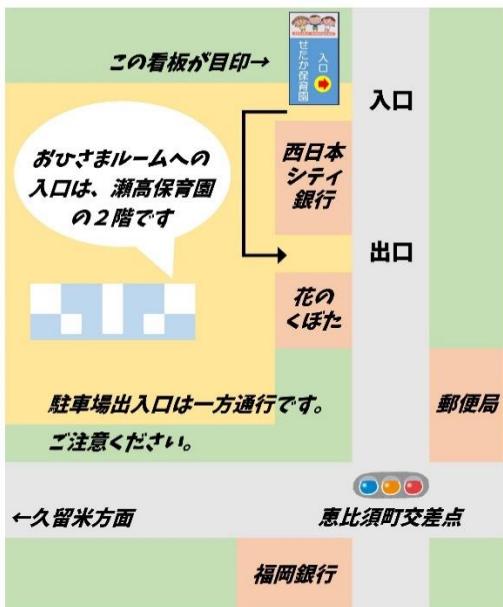 この看板が目印→
入口
せたか保育園
入口
おひさまルームへの
入口は、瀬高保育園
の2階です
西日本
シティ
銀行
出口
花の
くぼた
駐車場出入口は一方通行です。
ご注意ください。
郵便局
←久留米方面
恵比須町交差点
福岡銀行